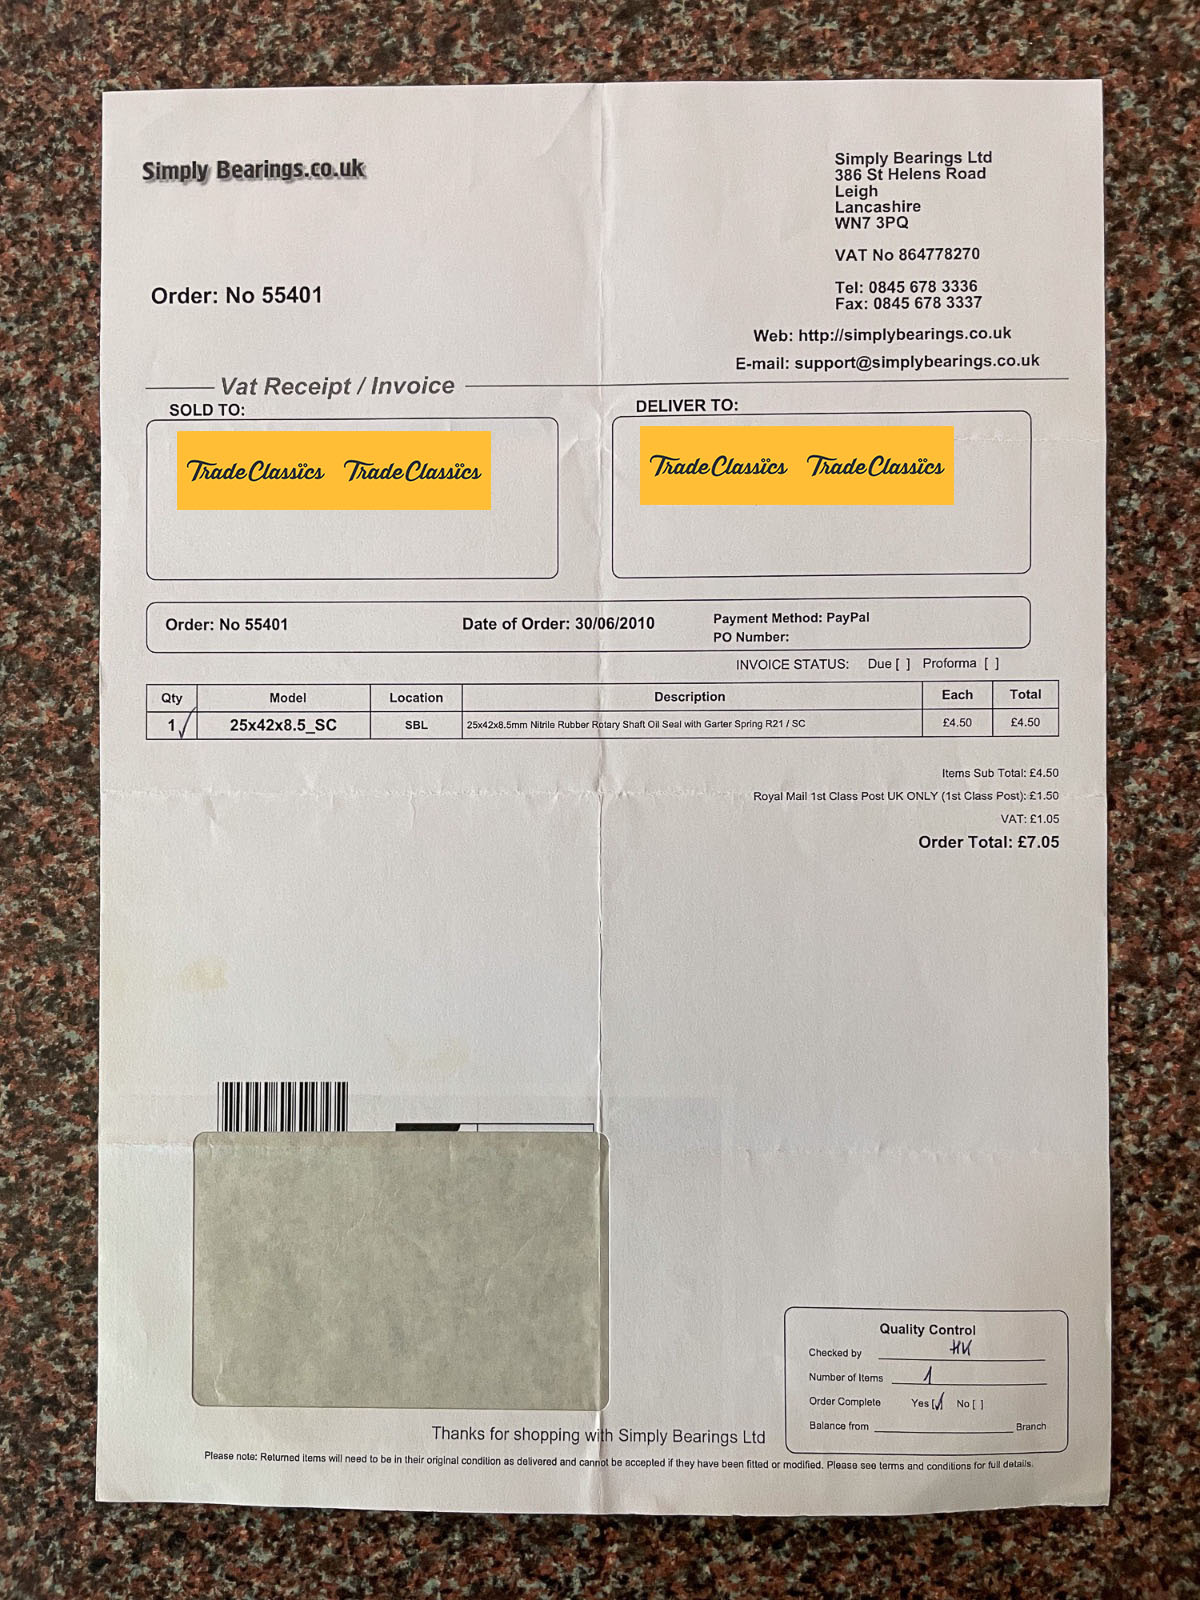 Simply Bearings.co.uk
Simply Bearings Ltd
386 St Helens Road
Leigh
Lancashire
WN7 3PQ
VAT No 864778270
Tel: 0845 678 3336
Fax: 0845 678 3337
Order: No 55401
Web: http://simplybearings.co.uk
E-mail: support@simplybearings.co.uk
Vat Receipt / Invoice
SOLD TO:
DELIVER TO:
TradeClassics TradeClassics
TradeClassics TradeClassics
Order: No 55401 Date of Order: 30/06/2010 Payment Method: PayPal
PO Number:
INVOICE STATUS: Due [ ] Proforma [ ]
Qty Model Location Description Each Total
1 25x42x8.5_SC SBL 25x42x8.5mm Nitrile Rubber Rotary Shaft Oil Seal with Garter Spring R21 / SC £4.50 £4.50
Items Sub Total: £4.50
Royal Mail 1st Class Post UK ONLY (1st Class Post): £1.50
VAT: £1.05
Order Total: £7.05
Quality Control
Checked by HK
Number of Items 1
Order Complete Yes [✓] No [ ]
Balance from Branch
Thanks for shopping with Simply Bearings Ltd
Please note: Returned items will need to be in their original condition as delivered and cannot be accepted if they have been fitted or modified. Please see terms and conditions for full details.